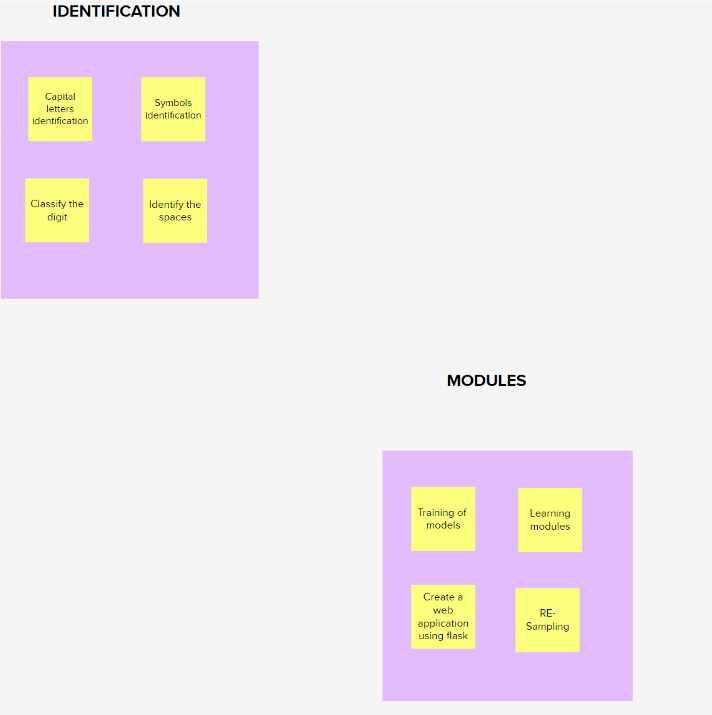 IDENTIFICATION
Capital
letters
identification
Symbols
identification
Classify the
digit
Identify the
spaces
MODULES
Training of
models
Learning
modules
Create a
web
application
using flask
RE-
Sampling